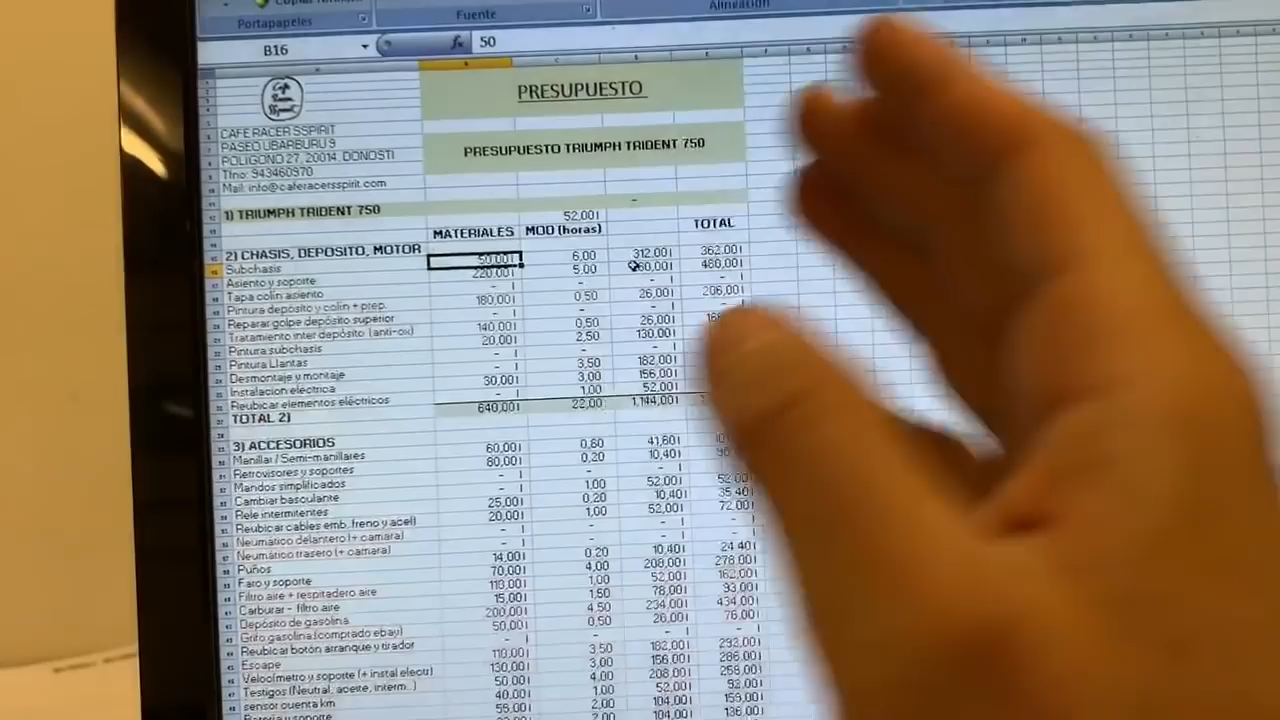 Portapapeles Fuente Alineación
B16 fx 50
Café Racer SSpirit
PRESUPUESTO
CAFE RACER SSPIRIT
PASEO UBARBURU 9
POLIGONO 27, 20014, DONOSTI
Tfno: 943460970
Mail: info@caferacersspirit.com
PRESUPUESTO TRIUMPH TRIDENT 750
1) TRIUMPH TRIDENT 750
52,00
MATERIALES MOD (horas) TOTAL
2) CHASIS, DEPOSITO, MOTOR
Subchasis 50,00 6,00 312,00 362,00
Asiento y soporte 220,00 5,00 260,00 480,00
Tapa colin asiento - -
Pintura depósito y colin + prep. 180,00 0,50 26,00 206,00
Reparar golpe depósito superior - -
Tratamiento inter depósito (anti-ox) 140,00 0,50 26,00
Pintura subchasis 20,00 2,50 130,00
Pintura Llantas - -
Desmontaje y montaje - 3,50 182,00
Instalacion eléctrica 30,00 3,00 156,00
Reubicar elementos eléctricos - 1,00 52,00
TOTAL 2) 640,00 22,00 1.144,00
3) ACCESORIOS
Manillar / Semi-manillares 60,00 0,80 41,60
Retrovisores y soportes 80,00 0,20 10,40
Mandos simplificados - - -
Cambiar basculante - 1,00 52,00 52,00
Rele intermitentes 25,00 0,20 10,40 35,40
Reubicar cables emb, freno y acel) 20,00 1,00 52,00 72,00
Neumático delantero (+ camara) - - - -
Neumático trasero (+ camara) - - - -
Puños 14,00 0,20 10,40 24,40
Faro y soporte 70,00 4,00 208,00 278,00
Filtro aire + respitadero aire 110,00 1,00 52,00 162,00
Carburar - filtro aire 15,00 1,50 78,00 93,00
Depósito de gasolina 200,00 4,50 234,00 434,00
Grifo gasolina (comprado ebay) 50,00 0,50 26,00 76,00
Reubicar botón arranque y tirador - - - -
Escape 110,00 3,50 182,00 292,00
Velocímetro y soporte (+ instal electr) 130,00 3,00 156,00 286,00
Testigos (Neutral, aceite, interm..) 50,00 4,00 208,00 258,00
sensor cuenta km 40,00 1,00 52,00 92,00
55,00 2,00 104,00 159,00